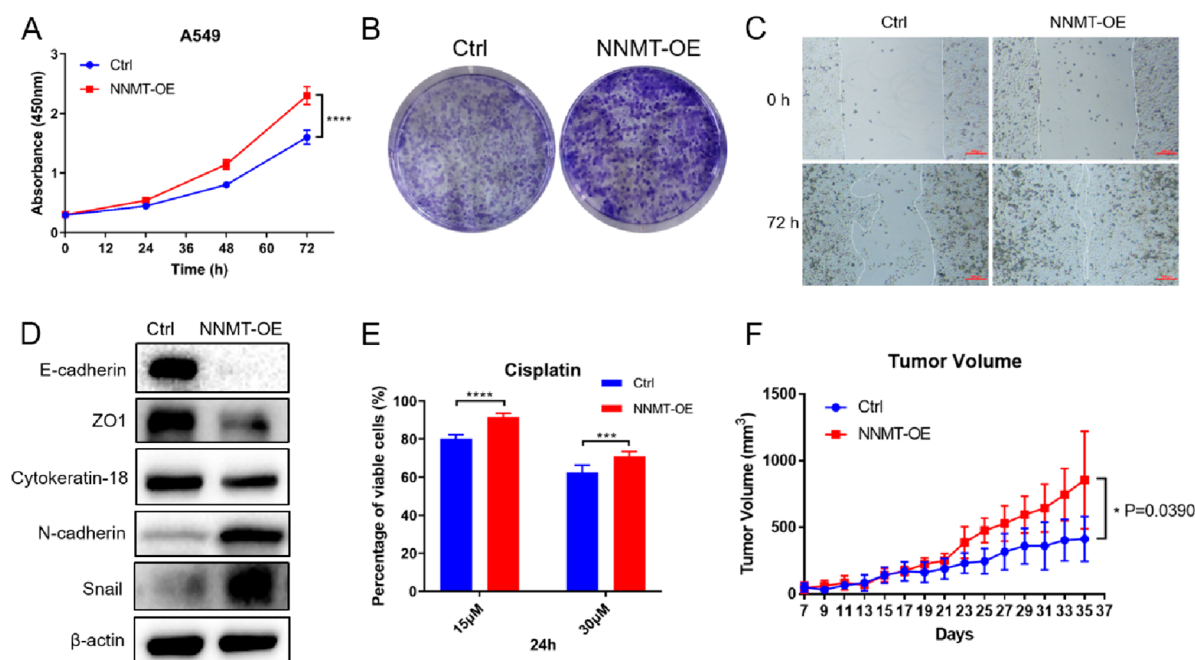 A
A549
Ctrl
NNMT-OE
Absorbance (450nm)
3
2
1
0
0 12 24 36 48 60 72
Time (h)
****
B
Ctrl NNMT-OE
C
Ctrl NNMT-OE
0 h
72 h
D
Ctrl NNMT-OE
E-cadherin
ZO1
Cytokeratin-18
N-cadherin
Snail
β-actin
E
Cisplatin
Ctrl
NNMT-OE
Percentage of viable cells (%)
100
80
60
40
20
0
****
***
15μM 30μM
24h
F
Tumor Volume
Ctrl
NNMT-OE
Tumor Volume (mm³)
1500
1000
500
0
7 9 11 13 15 17 19 21 23 25 27 29 31 33 35 37
Days
* P=0.0390